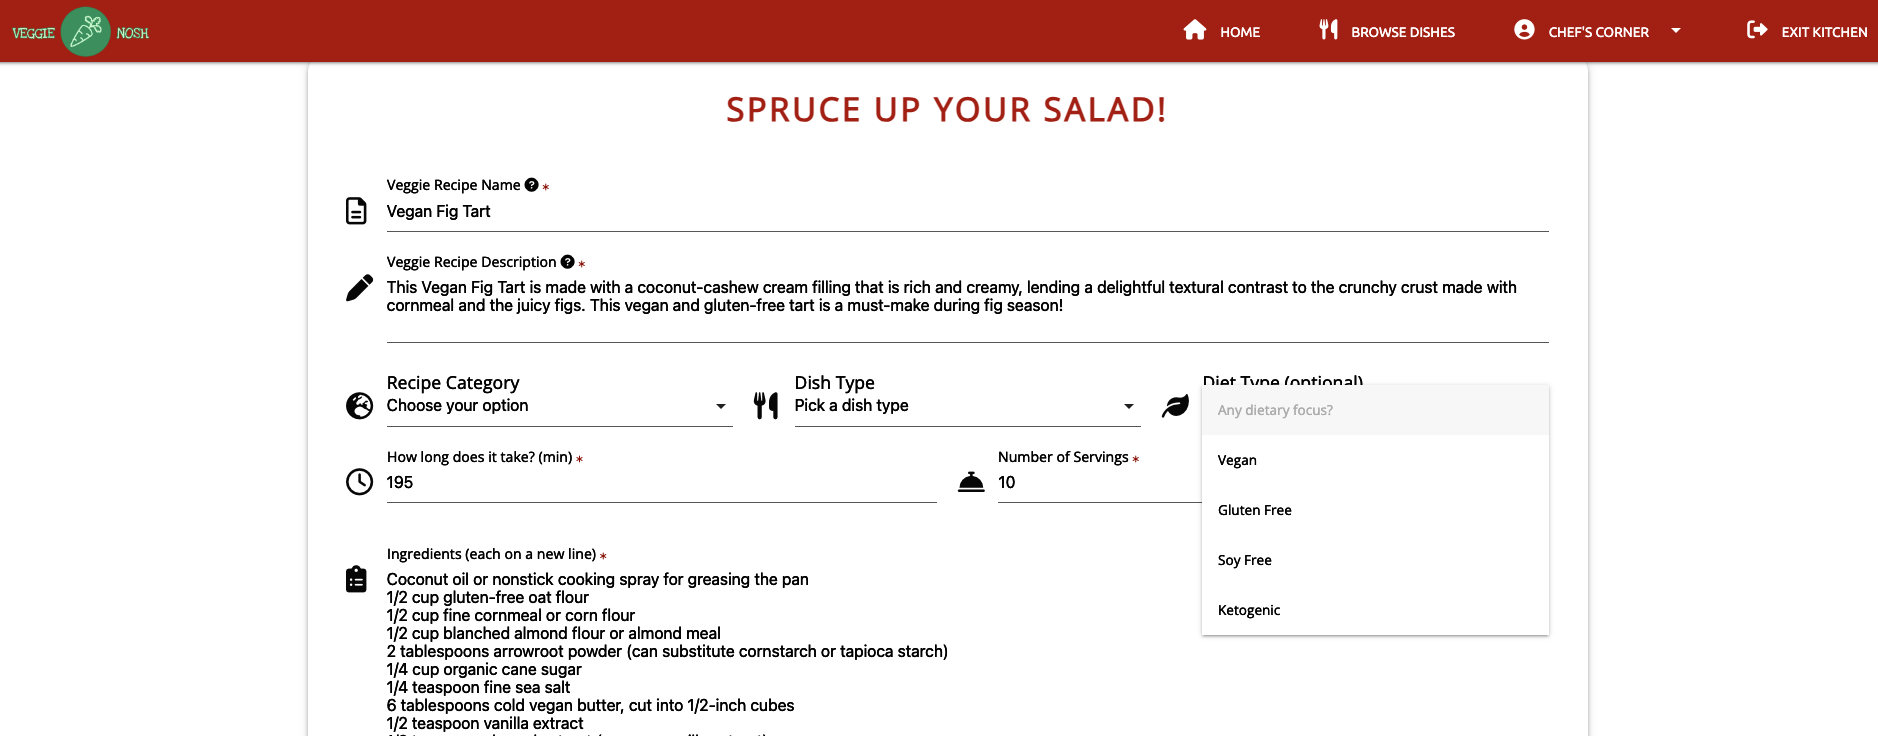 VEGGIE NOSH
HOME
BROWSE DISHES
CHEF'S CORNER
EXIT KITCHEN
SPRUCE UP YOUR SALAD!
Veggie Recipe Name ? *
Vegan Fig Tart
Veggie Recipe Description ? *
This Vegan Fig Tart is made with a coconut-cashew cream filling that is rich and creamy, lending a delightful textural contrast to the crunchy crust made with
cornmeal and the juicy figs. This vegan and gluten-free tart is a must-make during fig season!
Recipe Category
Choose your option
Dish Type
Pick a dish type
Diet Type (optional)
Any dietary focus?
Vegan
Gluten Free
Soy Free
Ketogenic
How long does it take? (min) *
195
Number of Servings *
10
Ingredients (each on a new line) *
Coconut oil or nonstick cooking spray for greasing the pan
1/2 cup gluten-free oat flour
1/2 cup fine cornmeal or corn flour
1/2 cup blanched almond flour or almond meal
2 tablespoons arrowroot powder (can substitute cornstarch or tapioca starch)
1/4 cup organic cane sugar
1/4 teaspoon fine sea salt
6 tablespoons cold vegan butter, cut into 1/2-inch cubes
1/2 teaspoon vanilla extract